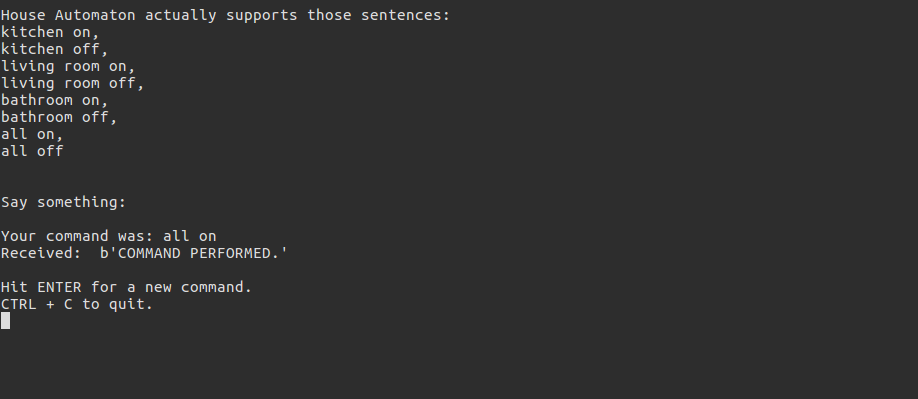 House Automaton actually supports those sentences:
kitchen on,
kitchen off,
living room on,
living room off,
bathroom on,
bathroom off,
all on,
all off
Say something:
Your command was: all on
Received:  b'COMMAND PERFORMED.'
Hit ENTER for a new command.
CTRL + C to quit.